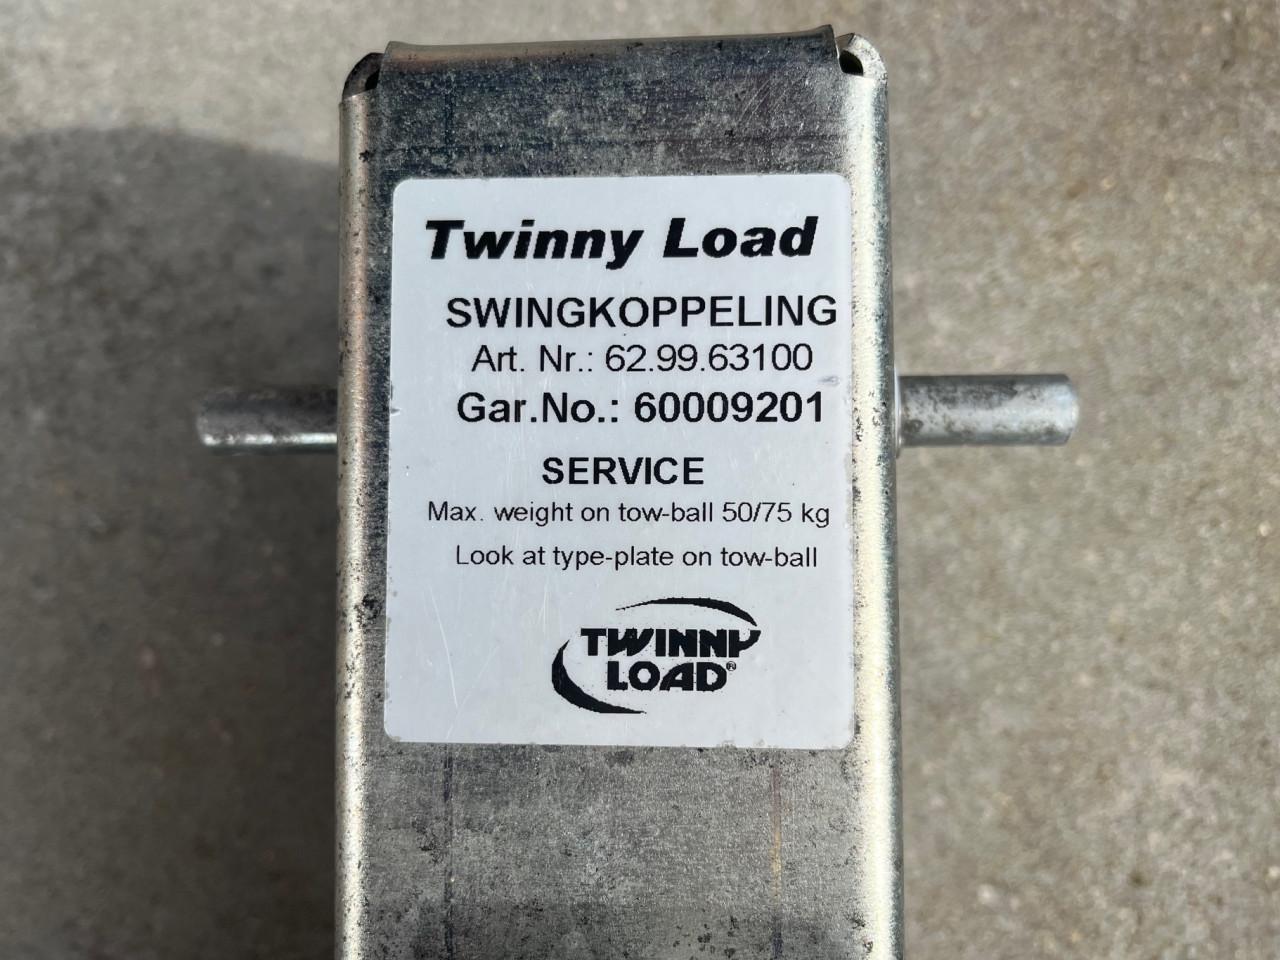 Twinny Load
SWINGKOPPELING
Art. Nr.: 62.99.63100
Gar.No.: 60009201
SERVICE
Max. weight on tow-ball 50/75 kg
Look at type-plate on tow-ball
TWINNY
LOAD®